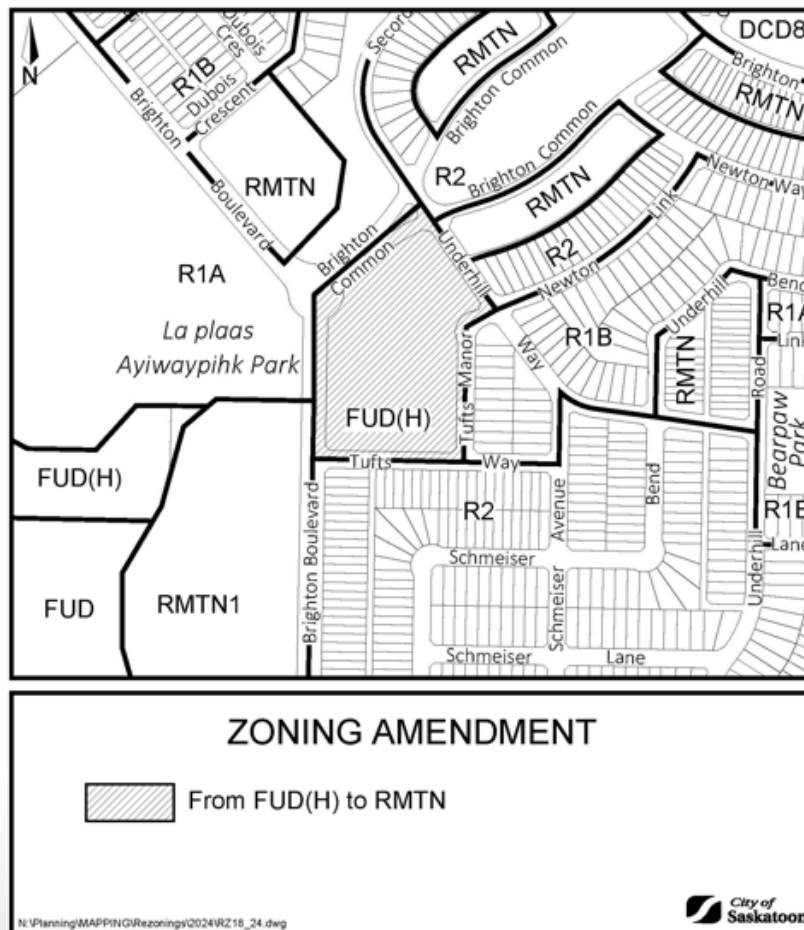 N
DCD8
Dubois
Cres
R1B
Dubois
Crescent
Brighton
Boulevard
RMTN
RMTN
Brighton Common
Brighton
RMTN
R2
Brighton Common
RMTN
Newton Way
Link
R2
Newton
Underhill
Way
Brighton
Common
R1A
La plaas
Ayiwaypihk Park
FUD(H)
Tufts Manor
R1B
Underhill
Bend
R1A
Link
RMTN
Road
Bearpaw
Park
Tufts Way
FUD(H)
R2
Avenue
Bend
Lane
Underhill
Schmeiser
Schmeiser
FUD
RMTN1
Brighton Boulevard
Schmeiser Lane
ZONING AMENDMENT
From FUD(H) to RMTN
N:\Planning\MAPPING\Rezonings\2024\RZ18_24.dwg
City of
Saskatoon